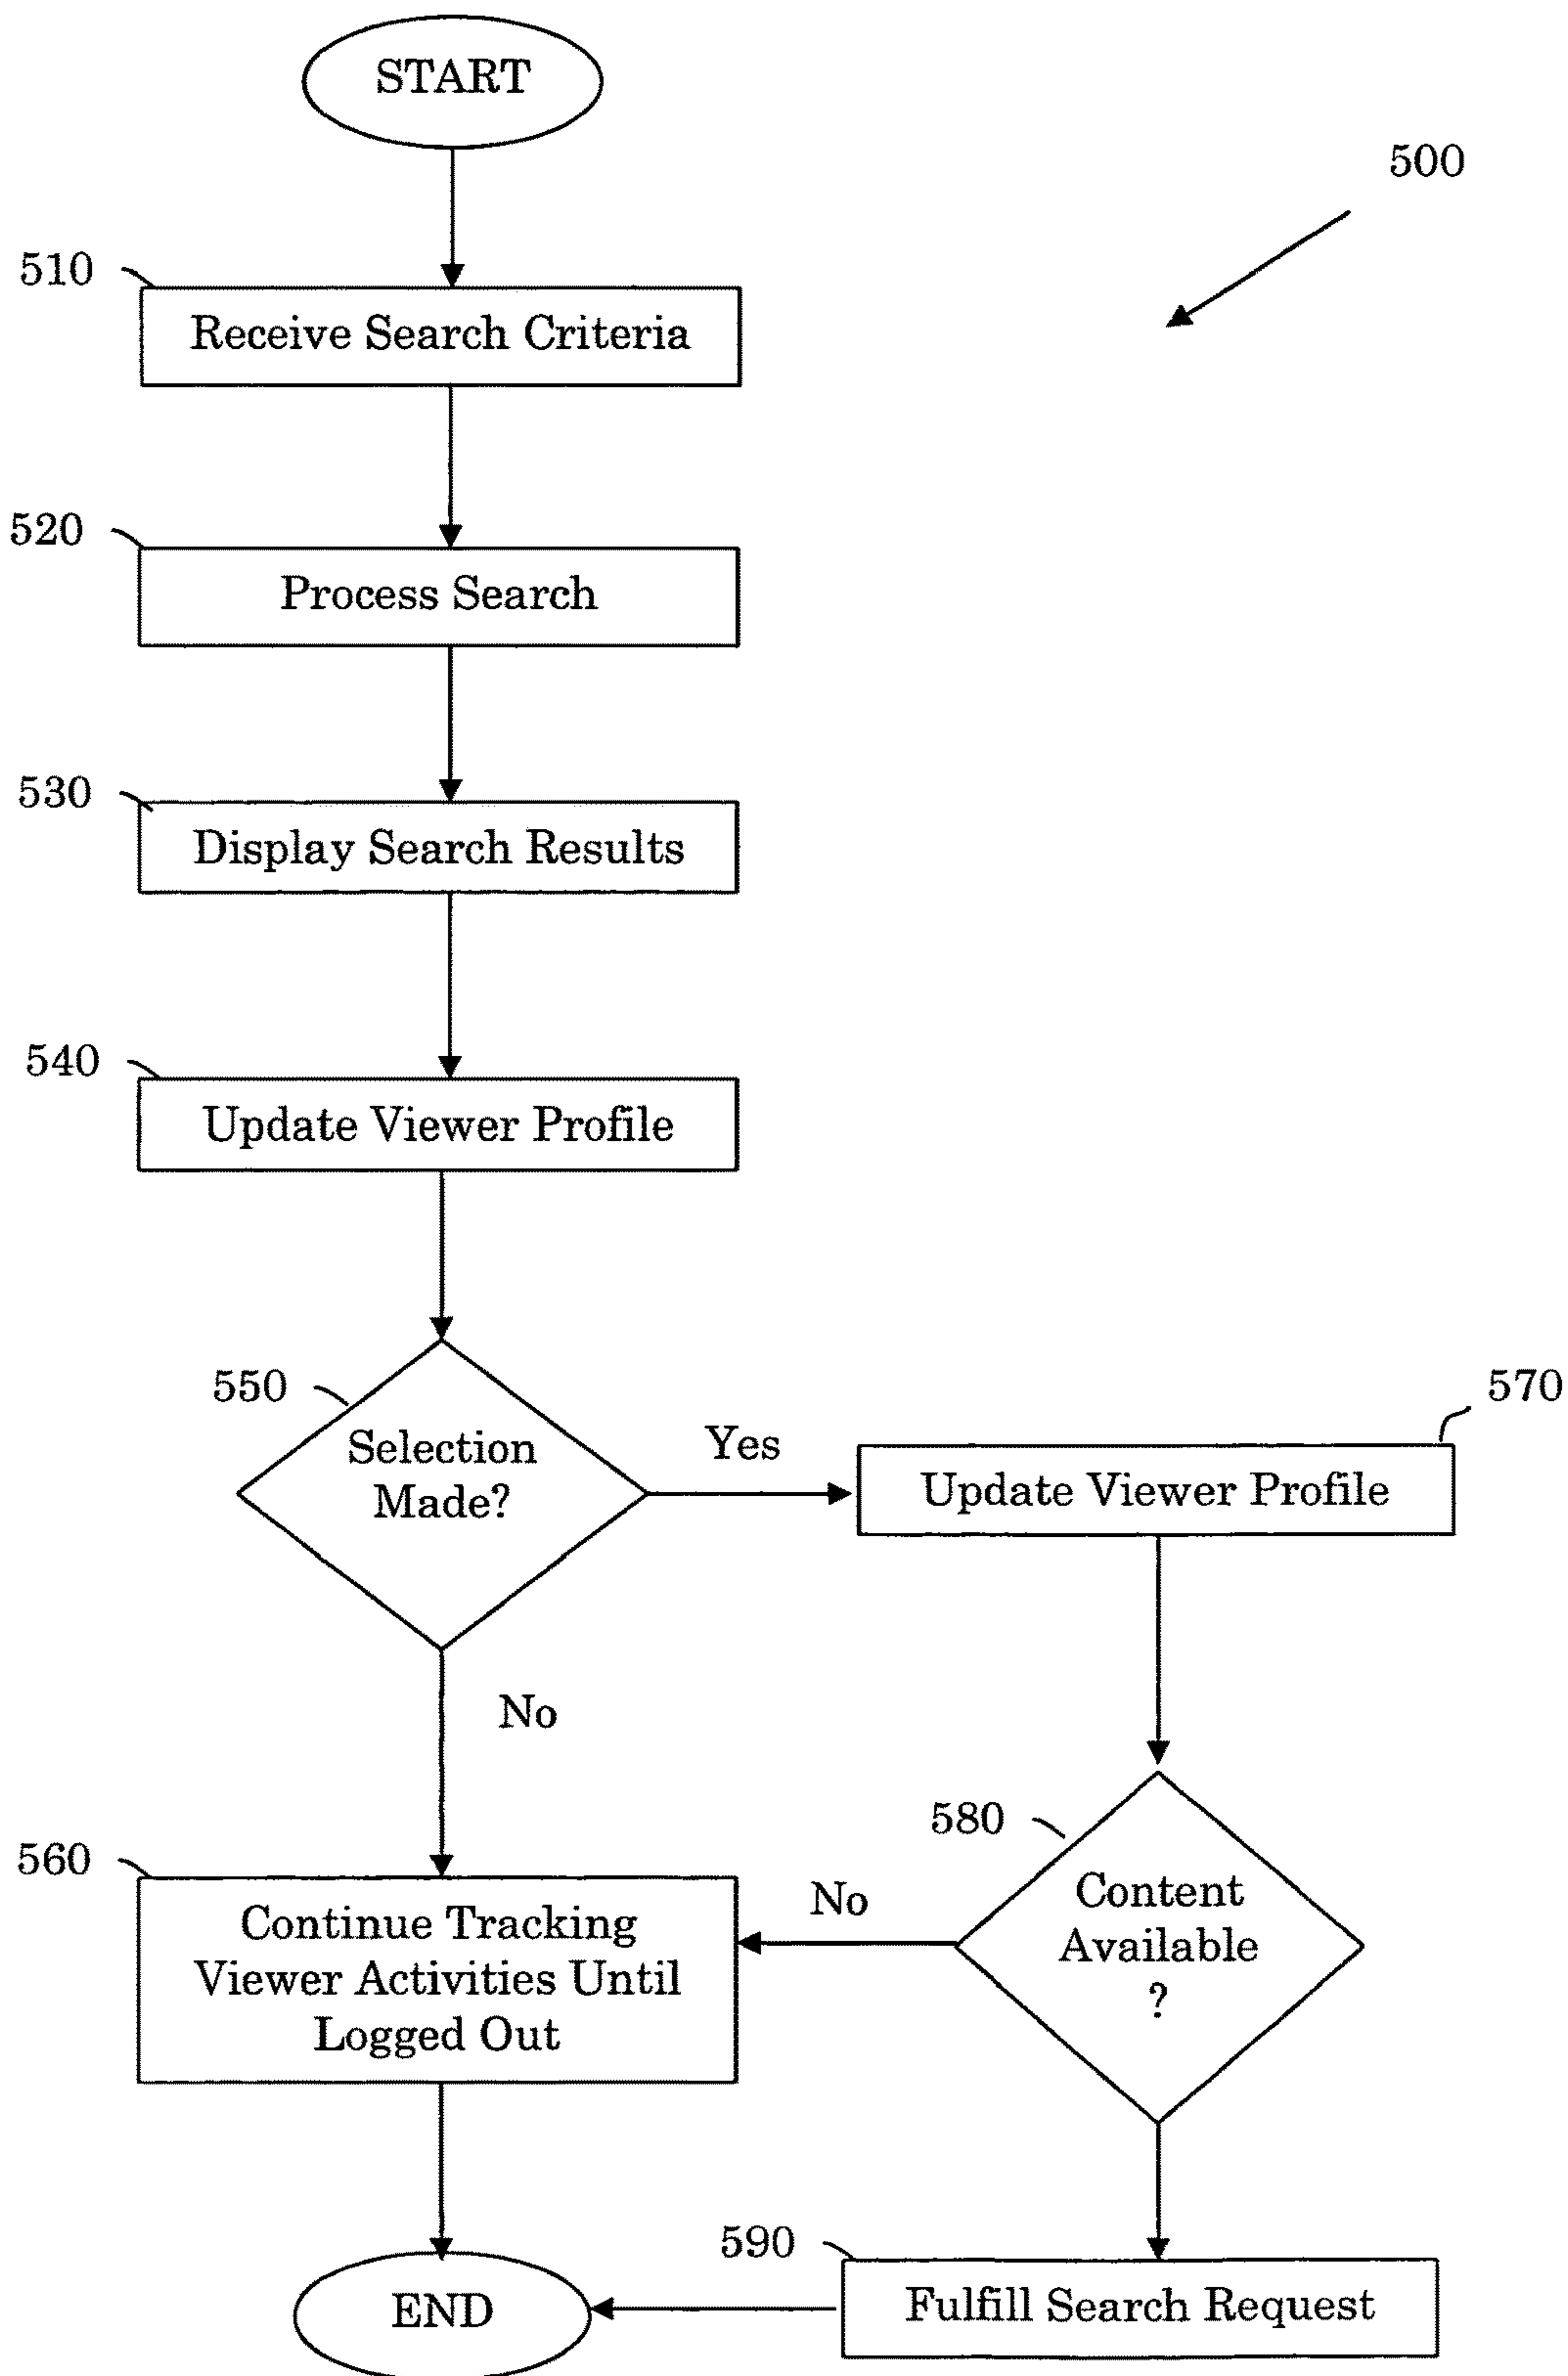 START
500
510
Receive Search Criteria
520
Process Search
530
Display Search Results
540
Update Viewer Profile
550
Selection
Made?
Yes
570
Update Viewer Profile
No
580
Content
Available
?
No
560
Continue Tracking
Viewer Activities Until
Logged Out
590
Fulfill Search Request
END